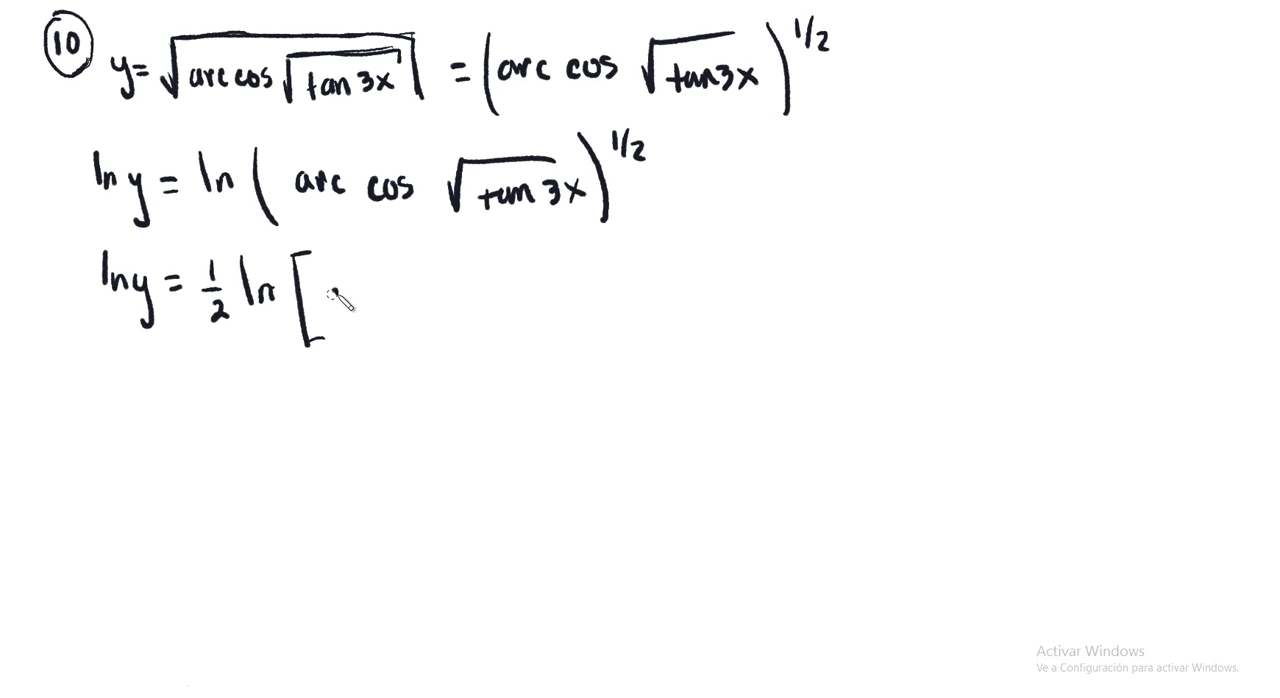 10 y = √(arc cos √(tan 3x)) = (arc cos √(tan 3x))^1/2
ln y = ln (arc cos √(tan 3x))^1/2
ln y = 1/2 ln [
Activar Windows
Ve a Configuración para activar Windows.